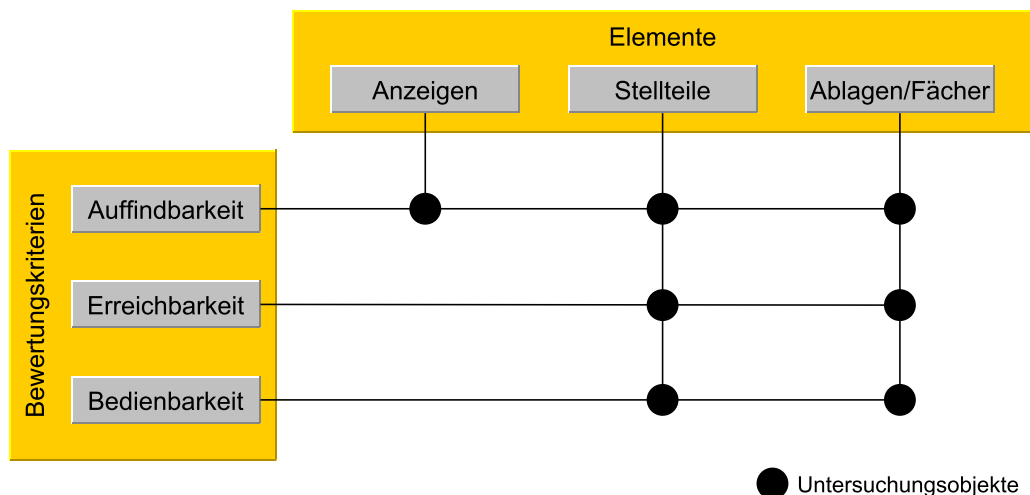 Elemente
Anzeigen
Stellteile
Ablagen/Fächer
Bewertungskriterien
Auffindbarkeit
Erreichbarkeit
Bedienbarkeit
Untersuchungsobjekte